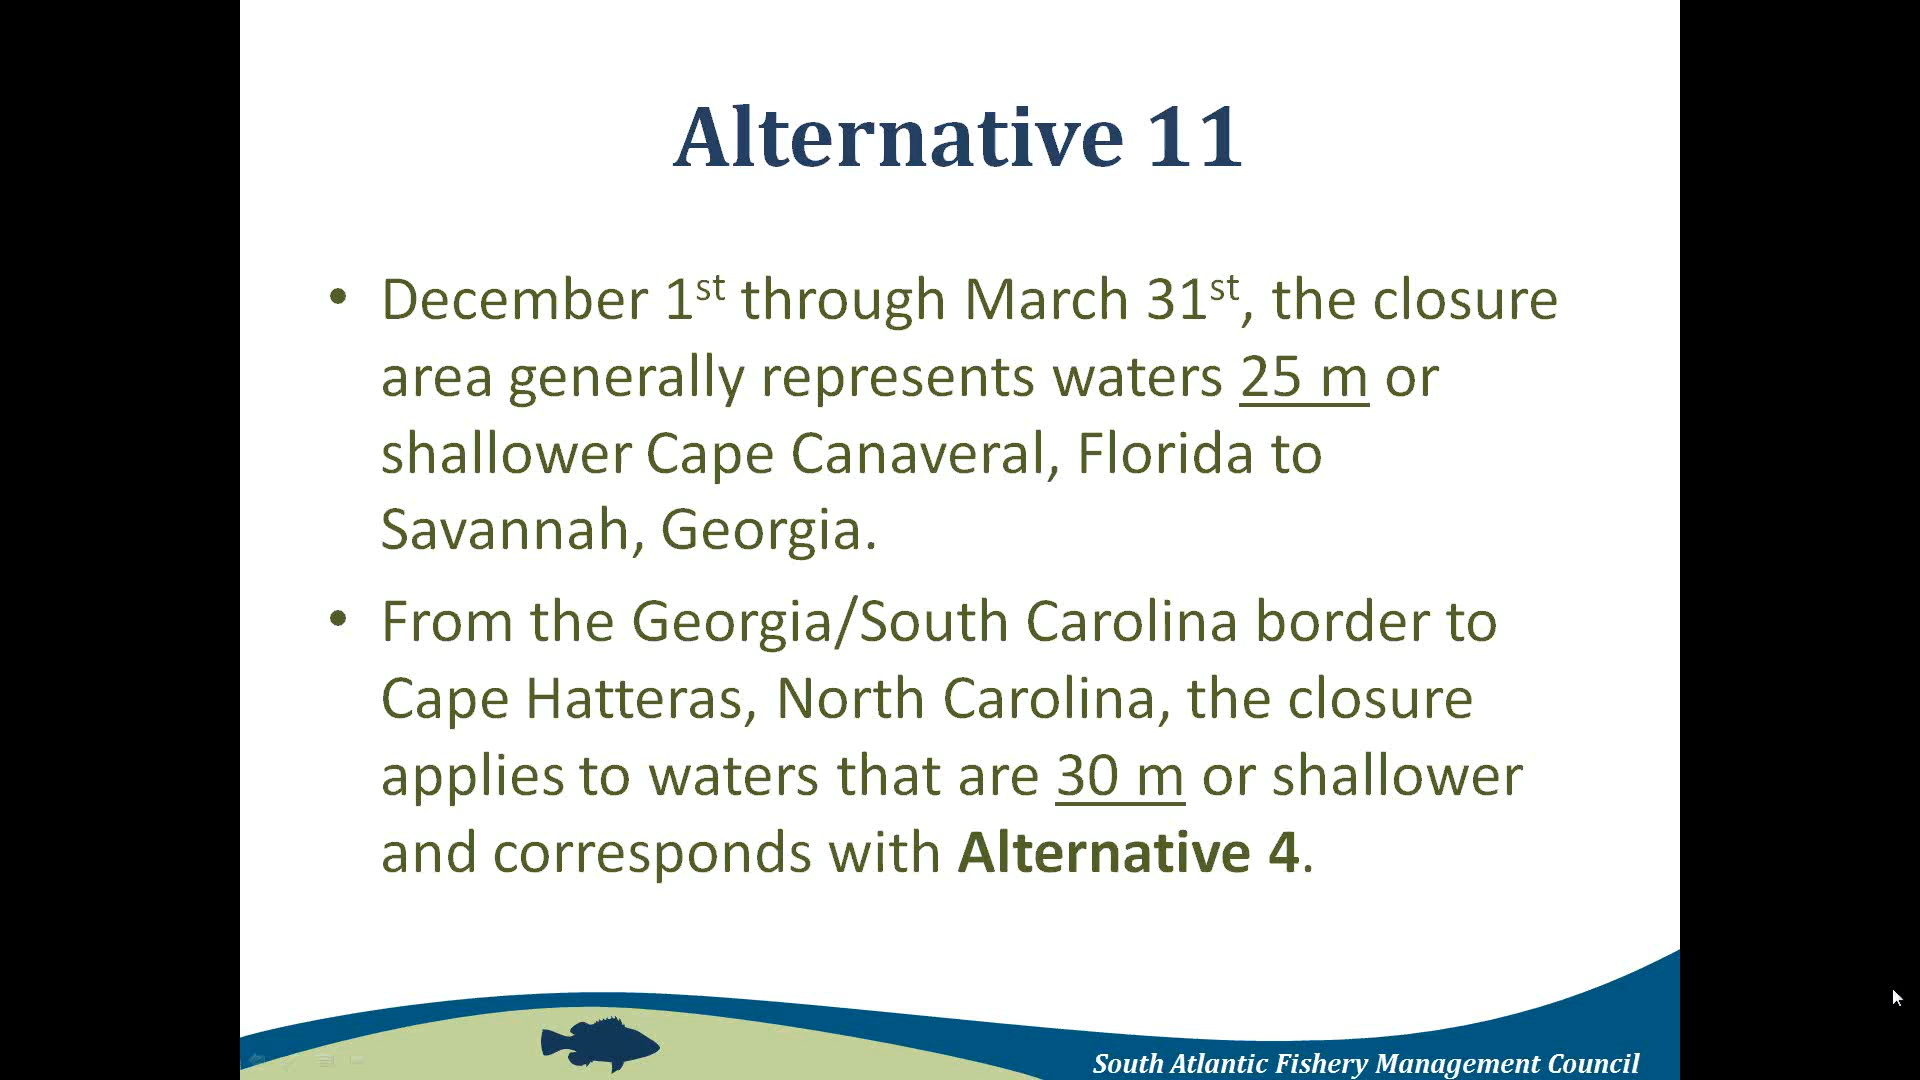 Alternative 11
• December 1st through March 31st, the closure
area generally represents waters 25 m or
shallower Cape Canaveral, Florida to
Savannah, Georgia.
• From the Georgia/South Carolina border to
Cape Hatteras, North Carolina, the closure
applies to waters that are 30 m or shallower
and corresponds with Alternative 4.
South Atlantic Fishery Management Council